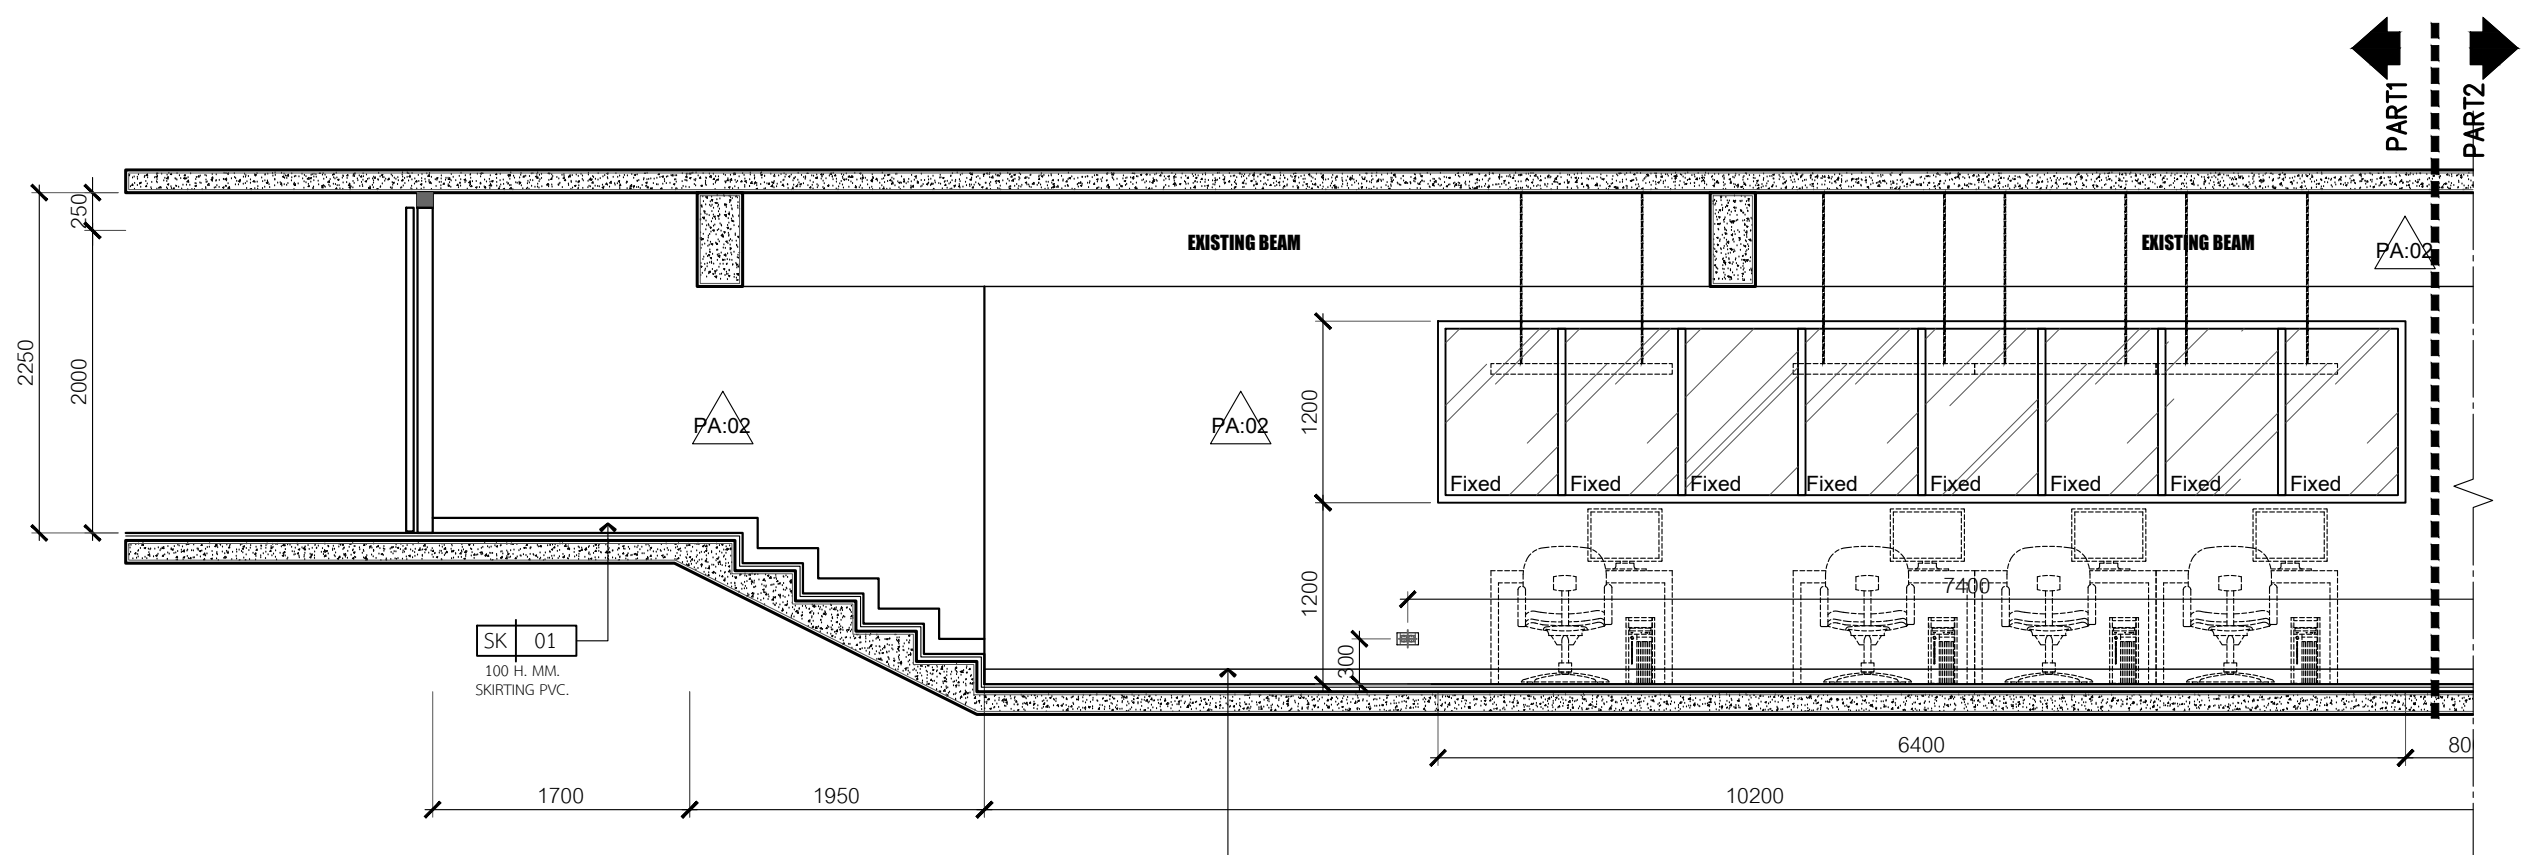 PART1
PART2
250
EXISTING BEAM
EXISTING BEAM
PA:02
2250
2000
1200
PA:02
PA:02
Fixed
Fixed
Fixed
Fixed
Fixed
Fixed
Fixed
Fixed
1200
7400
SK 01
300
100 H. MM.
SKIRTING PVC.
6400
80
1700
1950
10200